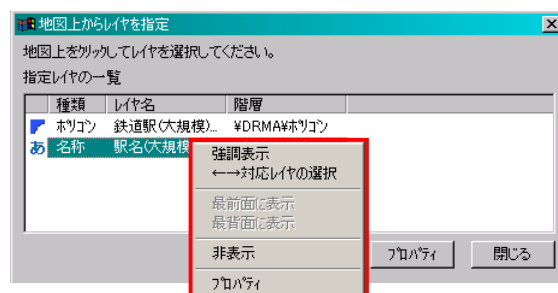 地図上からレイヤを指定
地図上をクリックしてレイヤを選択してください。
指定レイヤの一覧
種類 レイヤ名 階層
ポリゴン 鉄道駅(大規模)... ¥DRMA¥ポリゴン
あ 名称 駅名(大規模
強調表示
←→対応レイヤの選択
最前面に表示
最背面に表示
非表示
プロパティ
プロパティ 閉じる